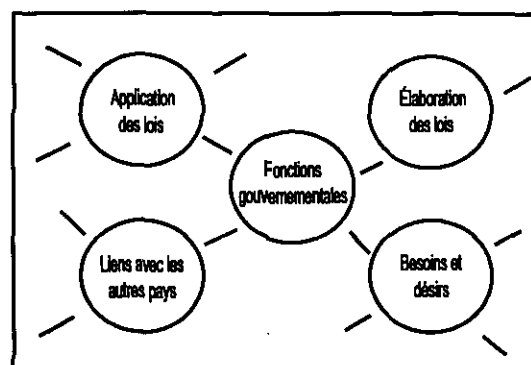 Application
des lois
Élaboration
des lois
Fonctions
gouvernementales
Liens avec les
autres pays
Besoins et
désirs